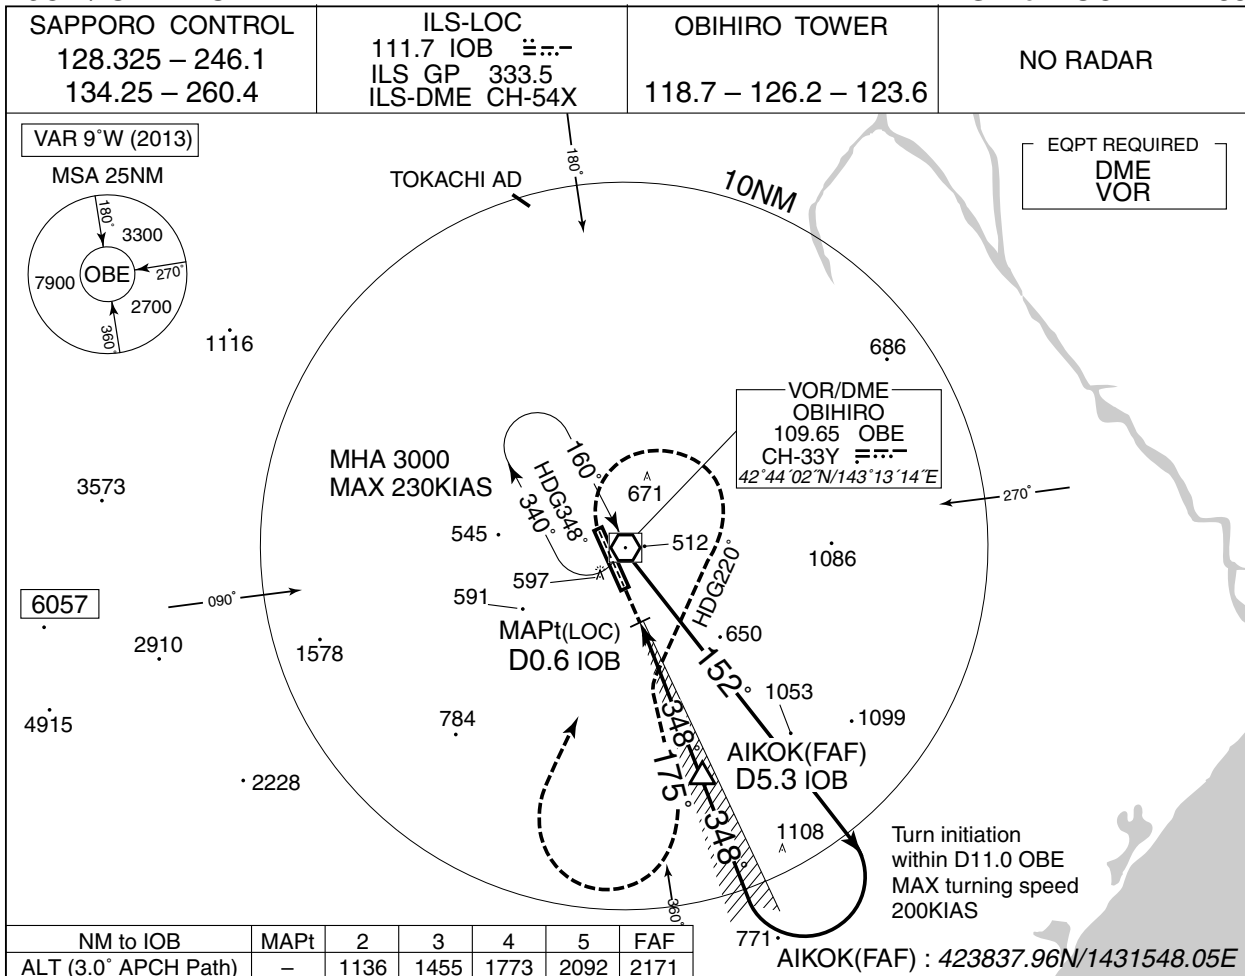 SAPPORO CONTROL
128.325 – 246.1
134.25 – 260.4
ILS-LOC
111.7 IOB
ILS GP 333.5
ILS-DME CH-54X
OBIHIRO TOWER
118.7 – 126.2 – 123.6
NO RADAR
VAR 9°W (2013)
MSA 25NM
180°
3300
7900
OBE
270°
2700
360°
TOKACHI AD
180°
10NM
EQPT REQUIRED
DME
VOR
1116
686
VOR/DME
OBIHIRO
109.65 OBE
CH-33Y
42°44′02″N/143°13′14″E
MHA 3000
MAX 230KIAS
160°
HDG348°
340°
671
3573
270°
545
512
1086
597
HDG220°
6057
090°
591
2910
1578
MAPt(LOC)
D0.6 IOB
650
152°
1053
4915
784
348°
1099
175°
AIKOK(FAF)
D5.3 IOB
2228
348°
1108
Turn initiation
within D11.0 OBE
MAX turning speed
200KIAS
360°
771
AIKOK(FAF) : 423837.96N/1431548.05E
NM to IOB MAPt 2 3 4 5 FAF
ALT (3.0° APCH Path) – 1136 1455 1773 2092 2171